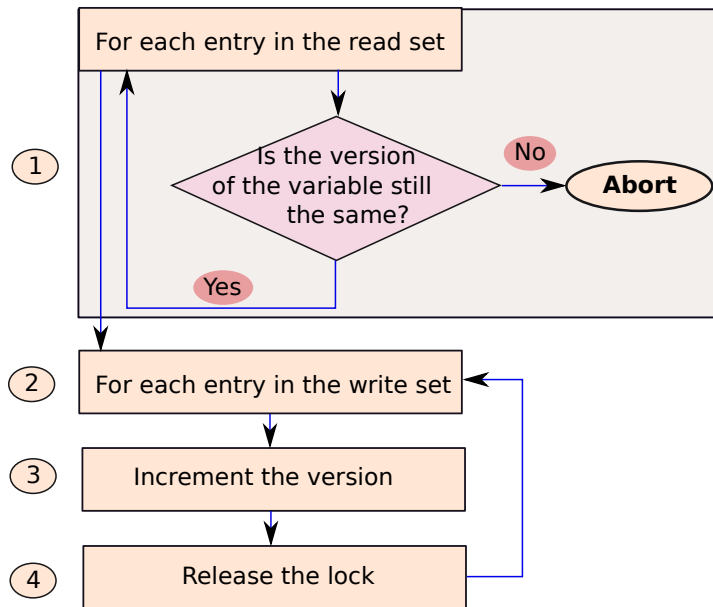 For each entry in the read set
1
Is the version
of the variable still
the same?
No
Abort
Yes
2
For each entry in the write set
3
Increment the version
4
Release the lock